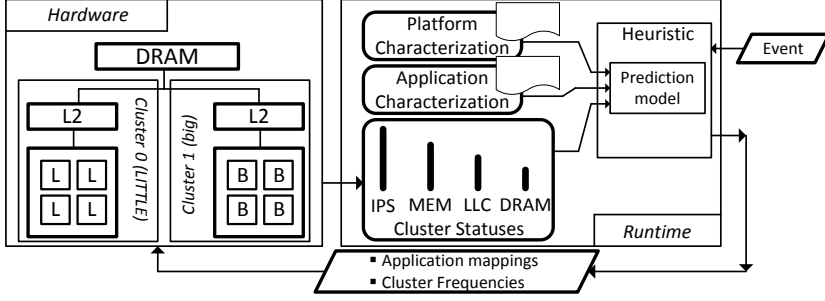 Hardware
DRAM
L2
L2
Cluster 0 (LITTLE)
Cluster 1 (big)
L L
L L
B B
B B
Platform
Characterization
Application
Characterization
IPS MEM LLC DRAM
Cluster Statuses
Heuristic
Prediction
model
Event
Runtime
▪ Application mappings
▪ Cluster Frequencies